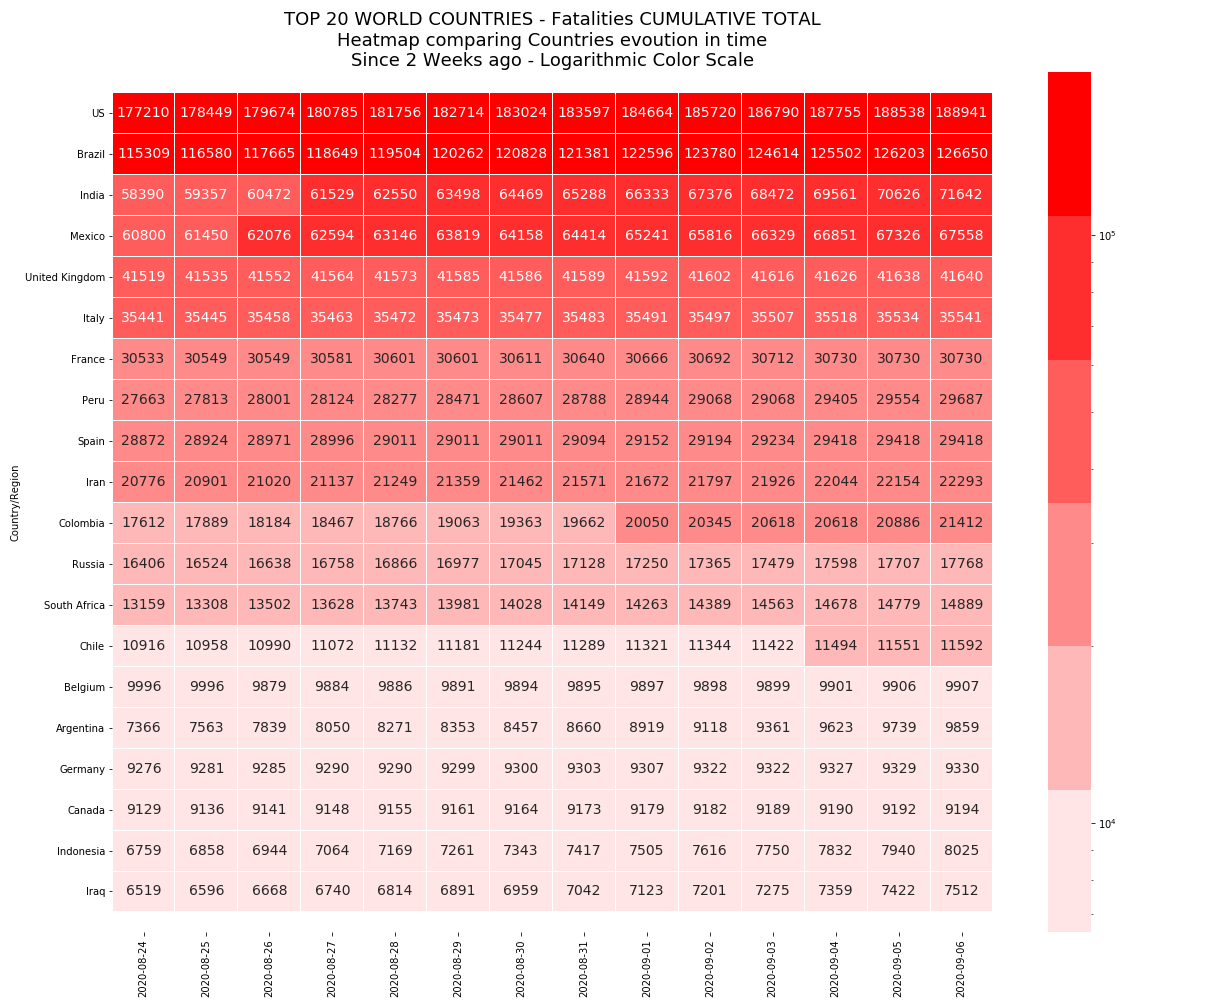 TOP 20 WORLD COUNTRIES - Fatalities CUMULATIVE TOTAL
Heatmap comparing Countries evoution in time
Since 2 Weeks ago - Logarithmic Color Scale
US 177210 178449 179674 180785 181756 182714 183024 183597 184664 185720 186790 187755 188538 188941
Brazil 115309 116580 117665 118649 119504 120262 120828 121381 122596 123780 124614 125502 126203 126650
India 58390 59357 60472 61529 62550 63498 64469 65288 66333 67376 68472 69561 70626 71642
Mexico 60800 61450 62076 62594 63146 63819 64158 64414 65241 65816 66329 66851 67326 67558
United Kingdom 41519 41535 41552 41564 41573 41585 41586 41589 41592 41602 41616 41626 41638 41640
Italy 35441 35445 35458 35463 35472 35473 35477 35483 35491 35497 35507 35518 35534 35541
France 30533 30549 30549 30581 30601 30601 30611 30640 30666 30692 30712 30730 30730 30730
Peru 27663 27813 28001 28124 28277 28471 28607 28788 28944 29068 29068 29405 29554 29687
Spain 28872 28924 28971 28996 29011 29011 29011 29094 29152 29194 29234 29418 29418 29418
Iran 20776 20901 21020 21137 21249 21359 21462 21571 21672 21797 21926 22044 22154 22293
Colombia 17612 17889 18184 18467 18766 19063 19363 19662 20050 20345 20618 20618 20886 21412
Russia 16406 16524 16638 16758 16866 16977 17045 17128 17250 17365 17479 17598 17707 17768
South Africa 13159 13308 13502 13628 13743 13981 14028 14149 14263 14389 14563 14678 14779 14889
Chile 10916 10958 10990 11072 11132 11181 11244 11289 11321 11344 11422 11494 11551 11592
Belgium 9996 9996 9879 9884 9886 9891 9894 9895 9897 9898 9899 9901 9906 9907
Argentina 7366 7563 7839 8050 8271 8353 8457 8660 8919 9118 9361 9623 9739 9859
Germany 9276 9281 9285 9290 9290 9299 9300 9303 9307 9322 9322 9327 9329 9330
Canada 9129 9136 9141 9148 9155 9161 9164 9173 9179 9182 9189 9190 9192 9194
Indonesia 6759 6858 6944 7064 7169 7261 7343 7417 7505 7616 7750 7832 7940 8025
Iraq 6519 6596 6668 6740 6814 6891 6959 7042 7123 7201 7275 7359 7422 7512
2020-08-24 2020-08-25 2020-08-26 2020-08-27 2020-08-28 2020-08-29 2020-08-30 2020-08-31 2020-09-01 2020-09-02 2020-09-03 2020-09-04 2020-09-05 2020-09-06
Country/Region
10⁵
10⁴